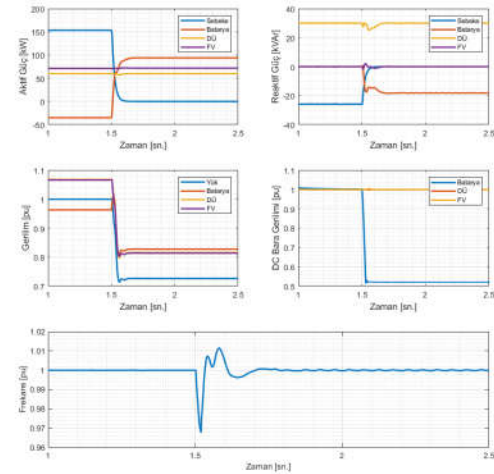 Aktif Güç [kW]
200
150
100
50
0
-50
Şebeke
Batarya
DÜ
FV
1
1.5
2
2.5
Zaman [sn.]
Reaktif Güç [kVAr]
40
20
0
-20
-40
Şebeke
Batarya
DÜ
FV
1
1.5
2
2.5
Zaman [sn.]
Gerilim [pu]
1.1
1
0.9
0.8
0.7
Yük
Batarya
DÜ
FV
1
1.5
2
2.5
Zaman [sn.]
DC Bara Gerilimi [pu]
1.1
1
0.9
0.8
0.7
0.6
0.5
Batarya
DÜ
FV
1
1.5
2
2.5
Zaman [sn.]
Frekans [pu]
1.02
1.01
1
0.99
0.98
0.97
0.96
1
1.5
2
2.5
Zaman [sn.]